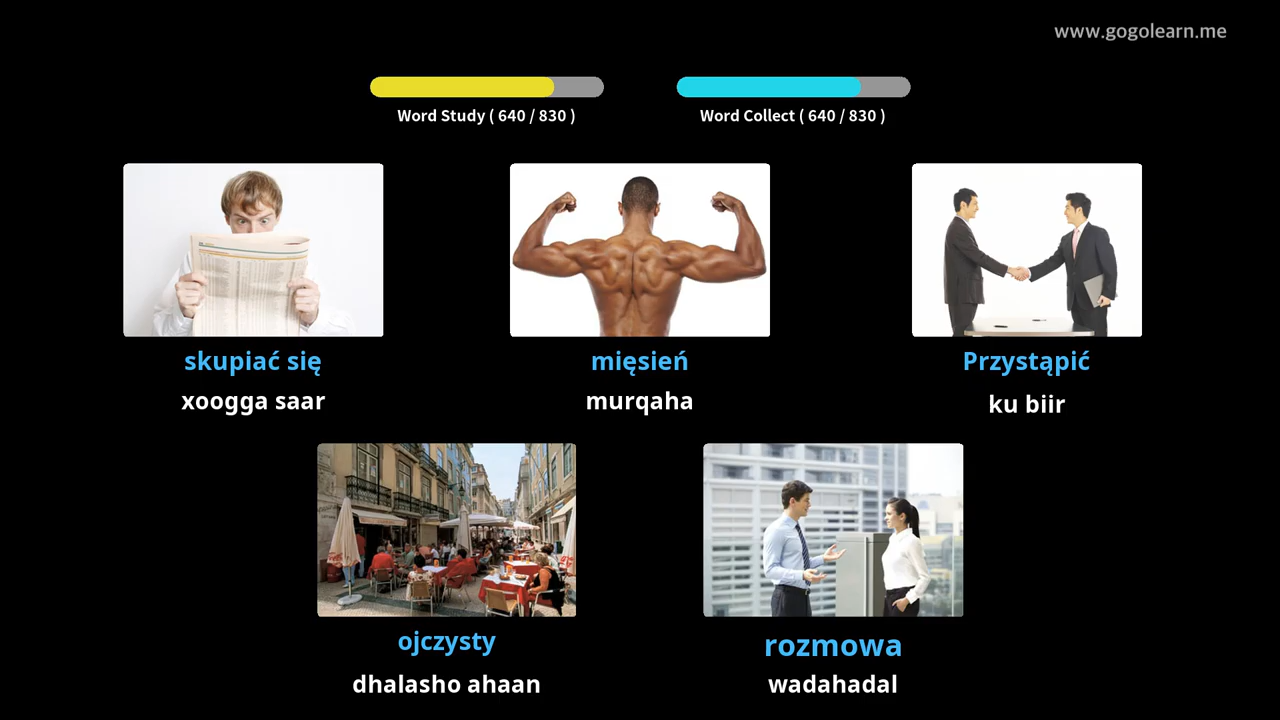 www.gogolearn.me
Word Study ( 640 / 830 )
Word Collect ( 640 / 830 )
skupiać się
xoogga saar
mięsień
murqaha
Przystąpić
ku biir
ojczysty
dhalasho ahaan
rozmowa
wadahadal